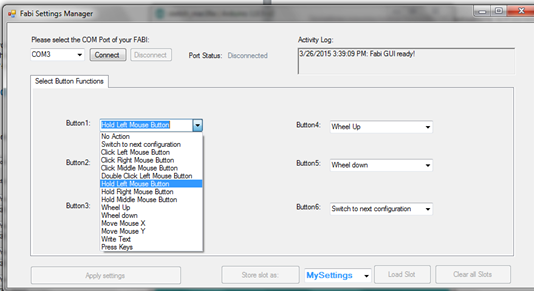 Fabi Settings Manager
Please select the COM Port of your FABI:
COM3
Connect
Disconnect
Port Status:
Disconnected
Activity Log:
3/26/2015 3:39:09 PM: Fabi GUI ready!
Select Button Functions
Button1:
Hold Left Mouse Button
No Action
Switch to next configuration
Click Left Mouse Button
Click Right Mouse Button
Click Middle Mouse Button
Double Click Left Mouse Button
Hold Left Mouse Button
Hold Right Mouse Button
Hold Middle Mouse Button
Wheel Up
Wheel down
Move Mouse X
Move Mouse Y
Write Text
Press Keys
Button2:
Button3:
Button4:
Wheel Up
Button5:
Wheel down
Button6:
Switch to next configuration
Apply settings
Store slot as:
MySettings
Load Slot
Clear all Slots